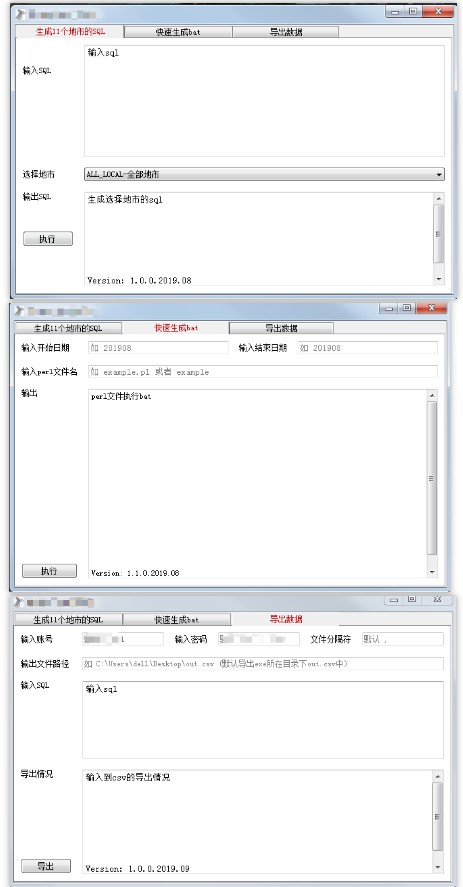 生成11个地市的SQL 快速生成bat 导出数据
输入SQL
输入sql
选择地市 ALL_LOCAL-全部地市
输出SQL
生成选择地市的sql
执行
Version: 1.0.0.2019.08
生成11个地市的SQL 快速生成bat 导出数据
输入开始日期 如 201908 输入结束日期 如 201908
输入perl文件名 如 example.pl 或者 example
输出
perl文件执行bat
执行
Version: 1.1.0.2019.08
生成11个地市的SQL 快速生成bat 导出数据
输入账号 输入密码 文件分隔符 默认 ,
输出文件路径 如 C:\Users\dell\Desktop\out.csv (默认导出exe所在目录下out.csv中)
输入SQL
输入sql
导出情况
输入到csv的导出情况
导出
Version: 1.0.0.2019.09